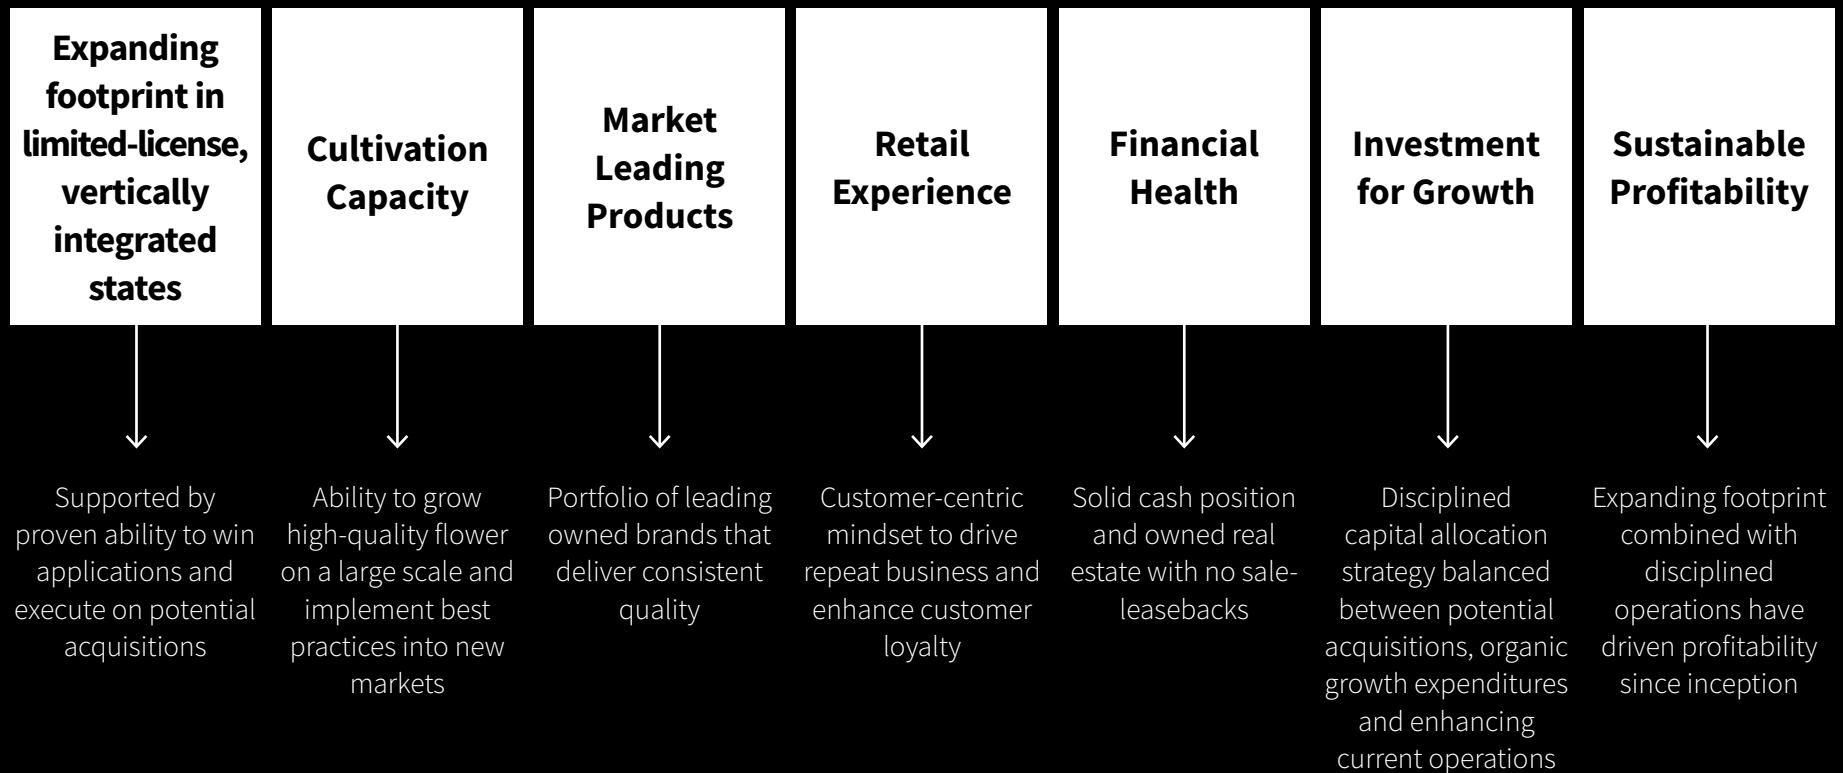 Expanding
footprint in
limited-license,
vertically
integrated
states
Supported by
proven ability to win
applications and
execute on potential
acquisitions
Cultivation
Capacity
Ability to grow
high-quality flower
on a large scale and
implement best
practices into new
markets
Market
Leading
Products
Portfolio of leading
owned brands that
deliver consistent
quality
Retail
Experience
Customer-centric
mindset to drive
repeat business and
enhance customer
loyalty
Financial
Health
Solid cash position
and owned real
estate with no sale-
leasebacks
Investment
for Growth
Disciplined
capital allocation
strategy balanced
between potential
acquisitions, organic
growth expenditures
and enhancing
current operations
Sustainable
Profitability
Expanding footprint
combined with
disciplined
operations have
driven profitability
since inception